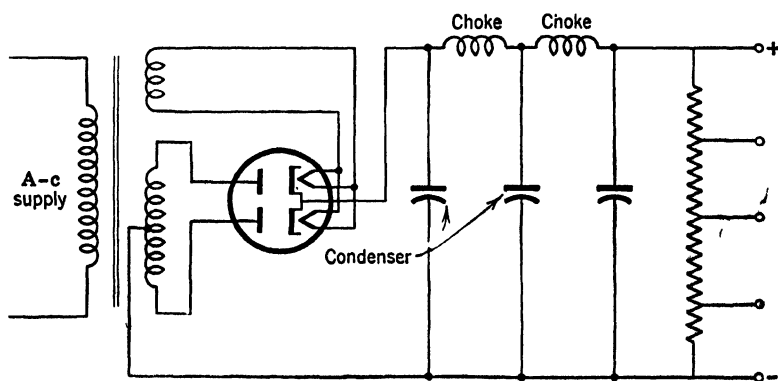 Choke Choke
+
A-c
supply
Condenser
-